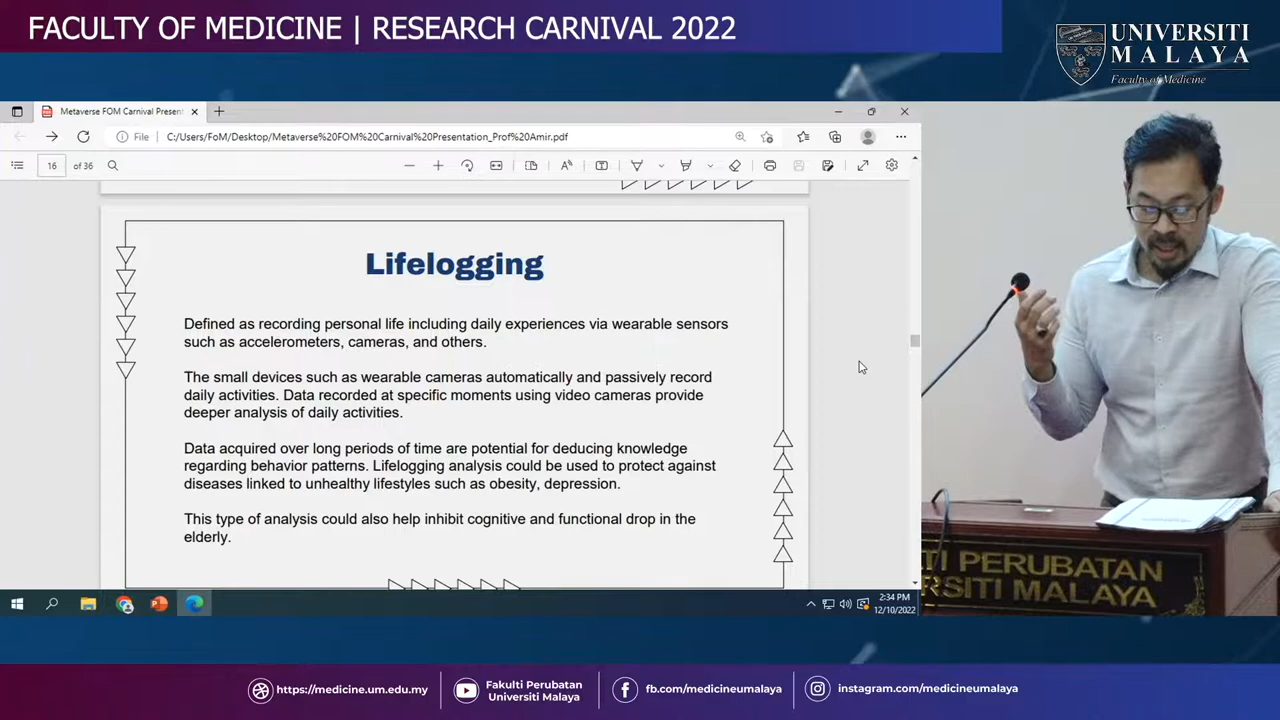 FACULTY OF MEDICINE | RESEARCH CARNIVAL 2022
UNIVERSITI
MALAYA
Faculty of Medicine
Metaverse FOM Carnival Present
File
C:/Users/FoM/Desktop/Metaverse%20FOM%20Carnival%20Presentation_Prof%20Amir.pdf
16 of 36
Lifelogging
Defined as recording personal life including daily experiences via wearable sensors
such as accelerometers, cameras, and others.
The small devices such as wearable cameras automatically and passively record
daily activities. Data recorded at specific moments using video cameras provide
deeper analysis of daily activities.
Data acquired over long periods of time are potential for deducing knowledge
regarding behavior patterns. Lifelogging analysis could be used to protect against
diseases linked to unhealthy lifestyles such as obesity, depression.
This type of analysis could also help inhibit cognitive and functional drop in the
elderly.
2:34 PM
12/10/2022
TI PERUBATAN
RSITI MALAYA
https://medicine.um.edu.my
Fakulti Perubatan
Universiti Malaya
fb.com/medicineumalaya
instagram.com/medicineumalaya